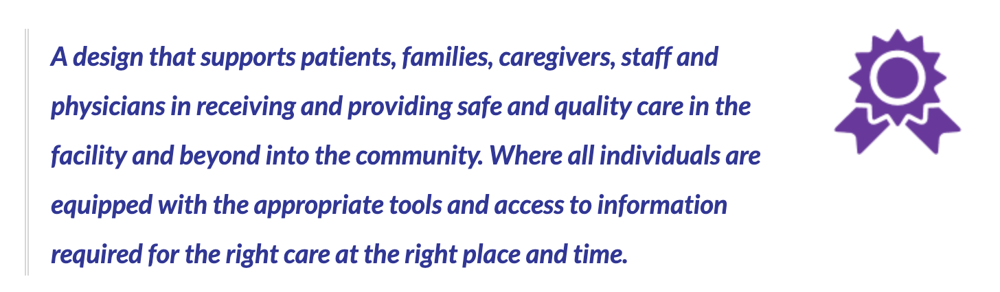 A design that supports patients, families, caregivers, staff and
physicians in receiving and providing safe and quality care in the
facility and beyond into the community. Where all individuals are
equipped with the appropriate tools and access to information
required for the right care at the right place and time.